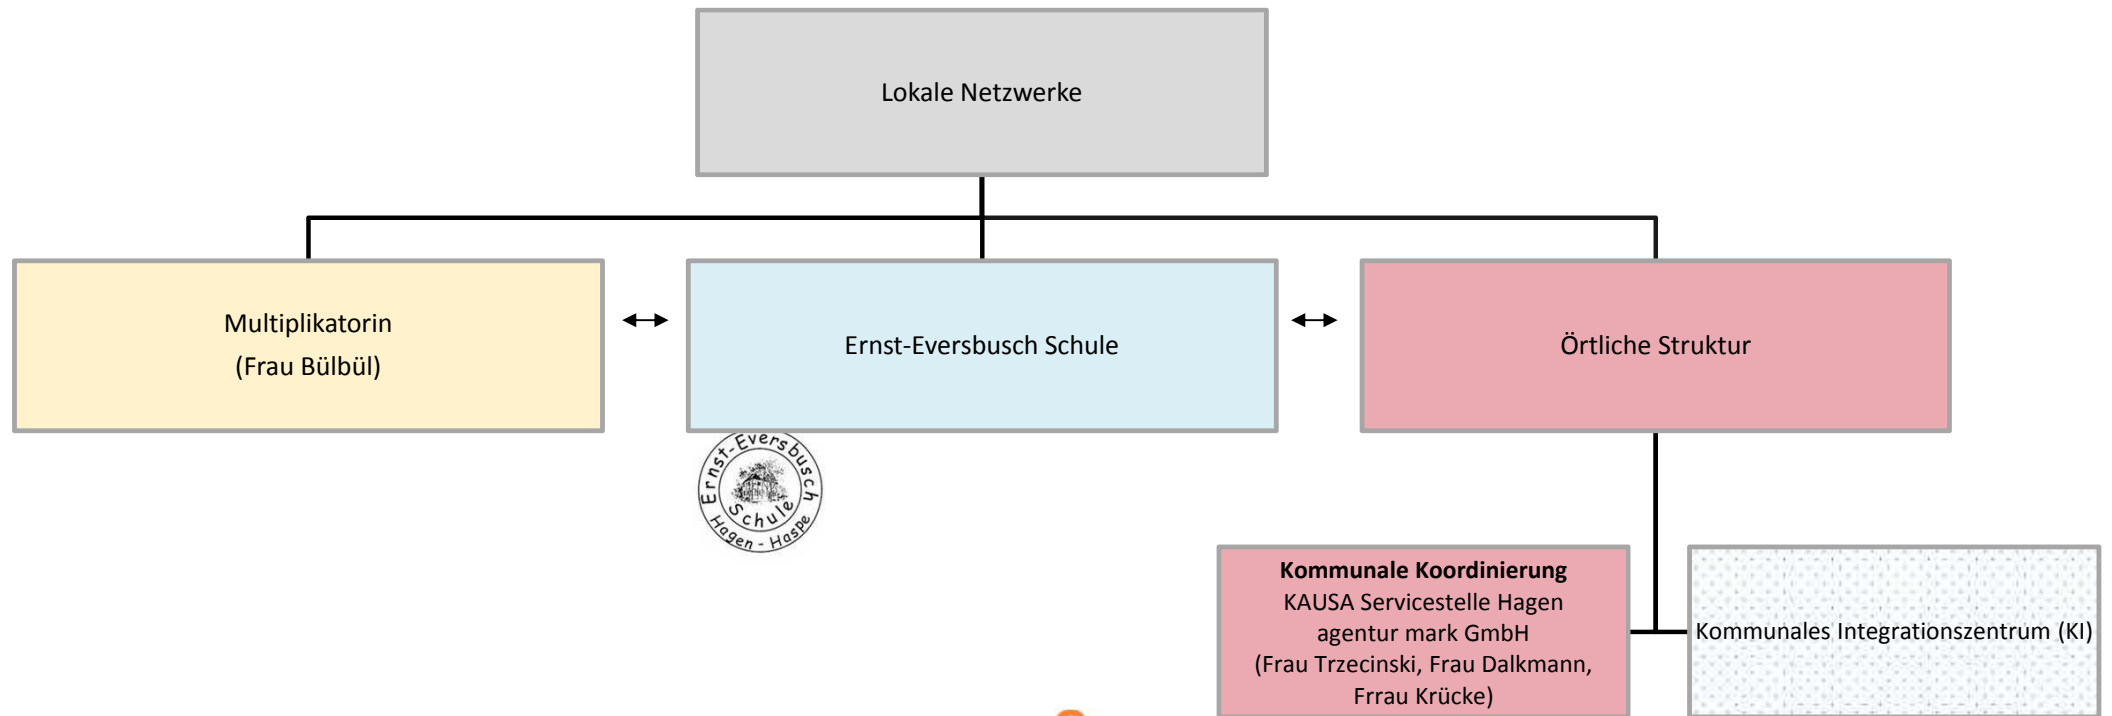 Lokale Netzwerke
Multiplikatorin
(Frau Bülbül)
Ernst-Eversbusch Schule
Örtliche Struktur
Ernst-Eversbusch
Schule
Hagen - Haspe
Kommunale Koordinierung
KAUSA Servicestelle Hagen
agentur mark GmbH
(Frau Trzecinski, Frau Dalkmann,
Frrau Krücke)
Kommunales Integrationszentrum (KI)